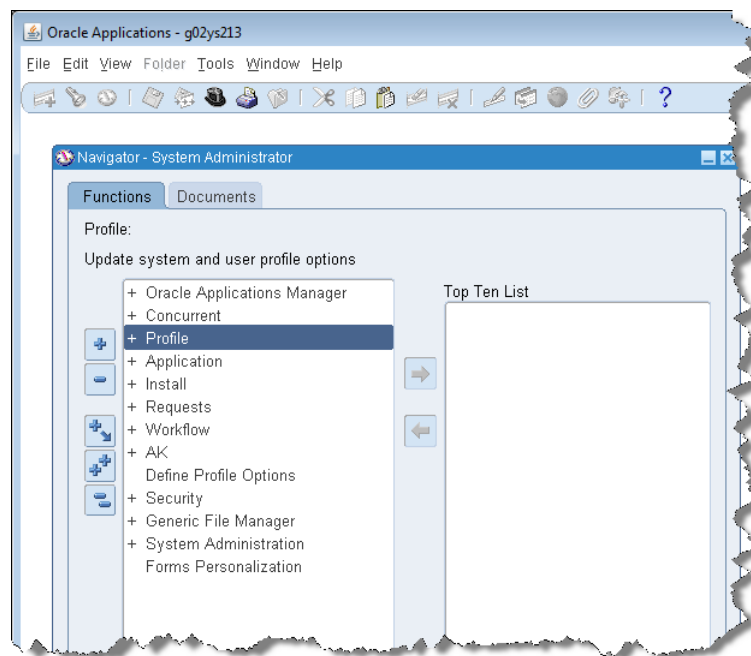 Oracle Applications - g02ys213
File Edit View Folder Tools Window Help
?
Navigator - System Administrator
Functions Documents
Profile:
Update system and user profile options
+ Oracle Applications Manager
+ Concurrent
+ Profile
+ Application
+ Install
+ Requests
+ Workflow
+ AK
Define Profile Options
+ Security
+ Generic File Manager
+ System Administration
Forms Personalization
Top Ten List